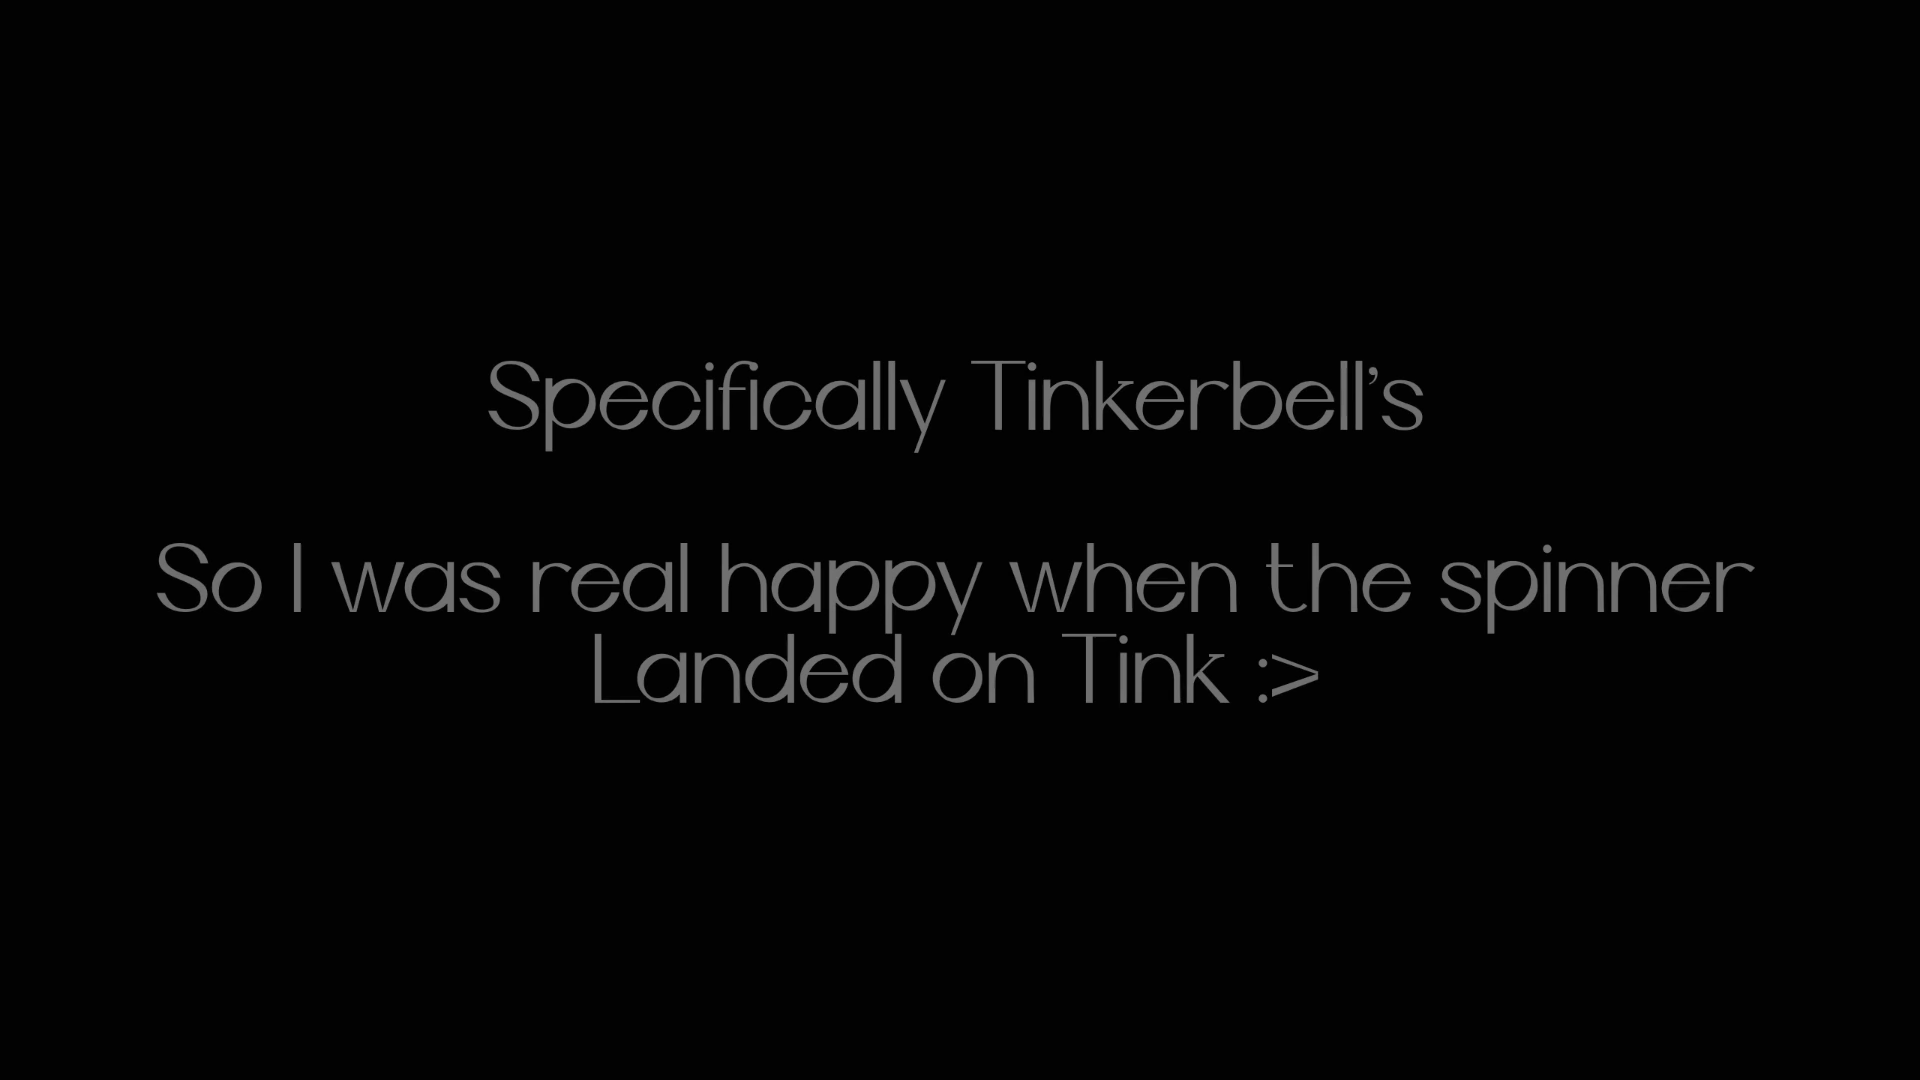 Specifically Tinkerbell's
So I was real happy when the spinner
Landed on Tink :>